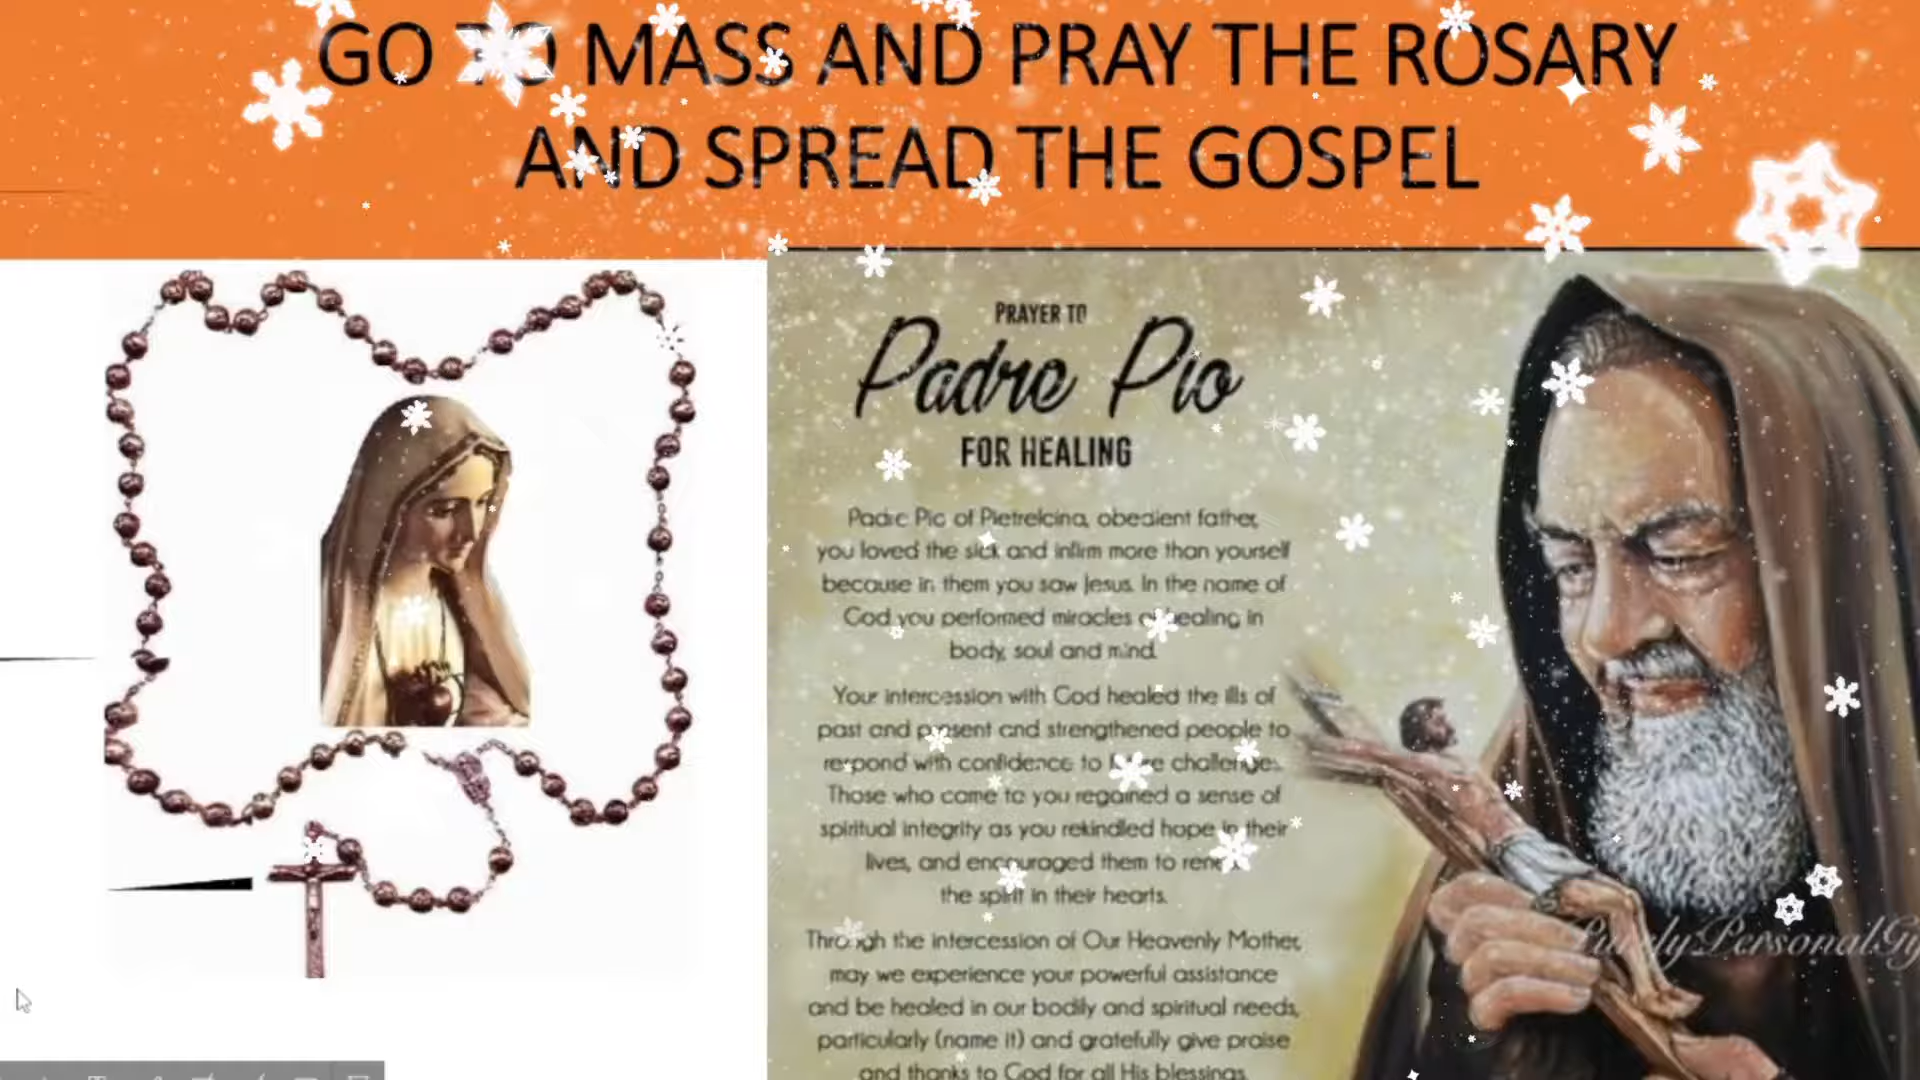 GO TO MASS AND PRAY THE ROSARY
AND SPREAD THE GOSPEL
PRAYER TO
Padre Pio
FOR HEALING
Padre Pio of Pietrelcina, obedient father,
you loved the sick and infirm more than yourself
because in them you saw Jesus. In the name of
God you performed miracles of healing in
body, soul and mind.
Your intercession with God healed the ills of
past and present and strengthened people to
respond with confidence to future challenges.
Those who came to you regained a sense of
spiritual integrity as you rekindled hope in their
lives, and encouraged them to renew
the spirit in their hearts.
Through the intercession of Our Heavenly Mother,
may we experience your powerful assistance
and be healed in our bodily and spiritual needs,
particularly (name it) and gratefully give praise
and thanks to God for all His blessings.